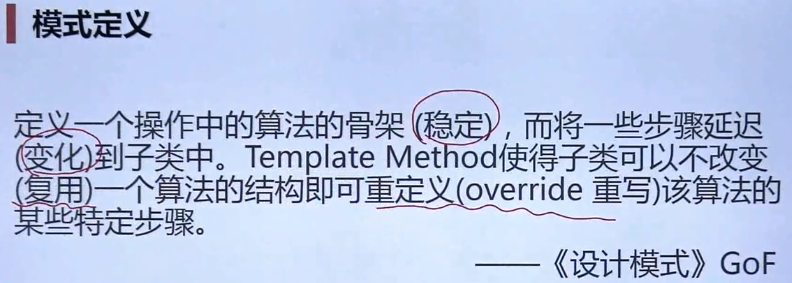 模式定义
定义一个操作中的算法的骨架 (稳定)，而将一些步骤延迟
(变化)到子类中。Template Method使得子类可以不改变
(复用)一个算法的结构即可重定义(override 重写)该算法的
某些特定步骤。
——《设计模式》GoF